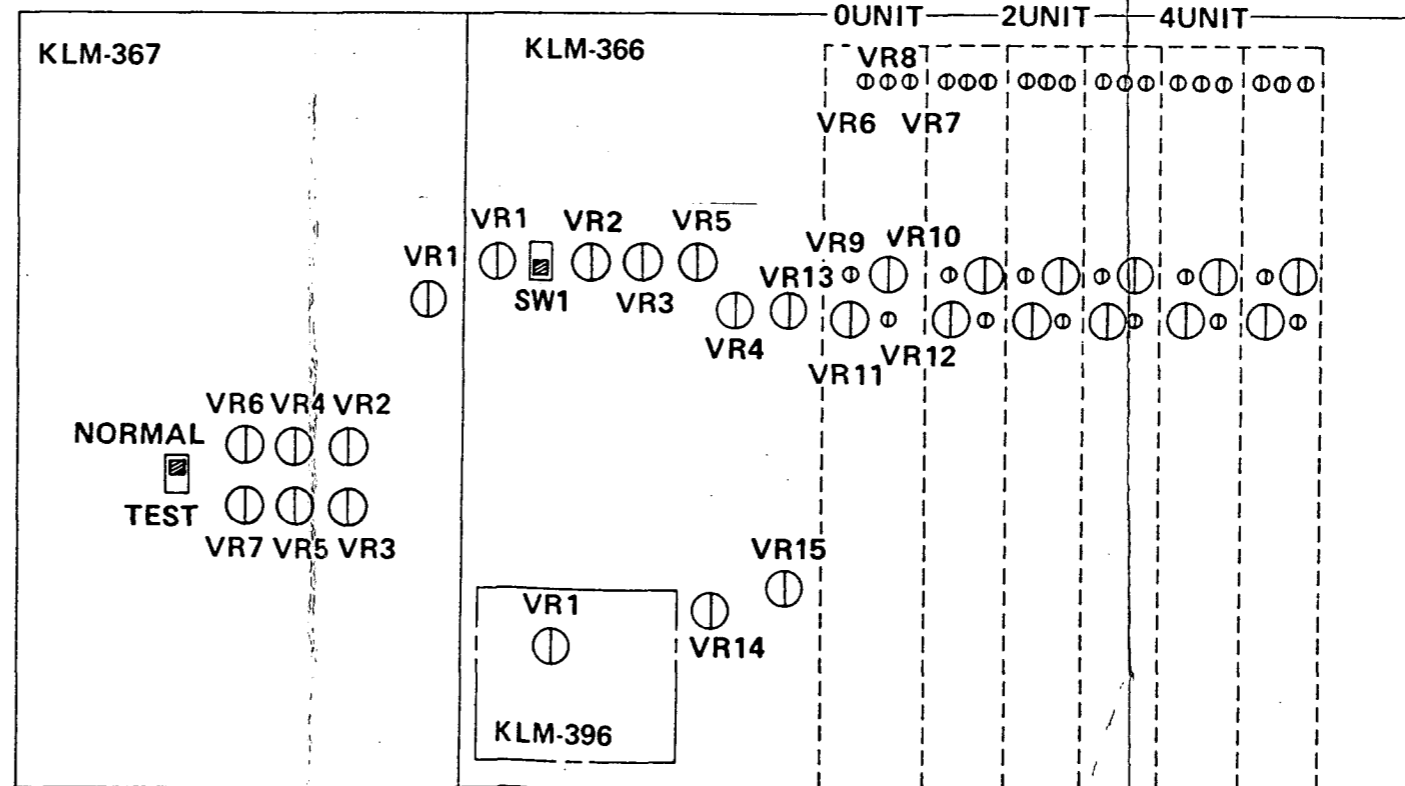 0UNIT 2UNIT 4UNIT
KLM-367
KLM-366
VR8
VR6 VR7
VR1 VR2 VR5
VR9 VR10
VR1
SW1 VR3
VR13
VR4
VR12
VR11
VR6 VR4 VR2
NORMAL
TEST
VR7 VR5 VR3
VR15
VR1
VR14
KLM-396